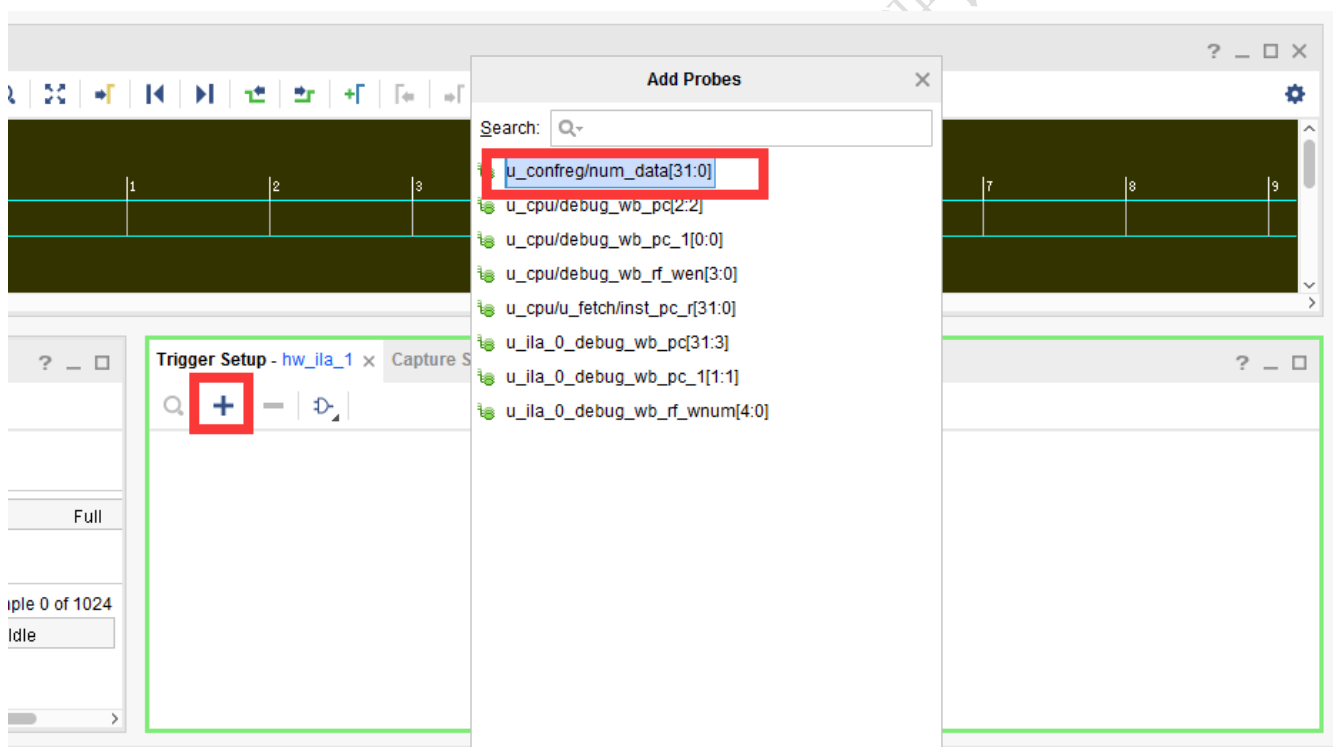 Add Probes
Search:
1 2 3 7 8 9
u_confreg/num_data[31:0]
u_cpu/debug_wb_pc[2:2]
u_cpu/debug_wb_pc_1[0:0]
u_cpu/debug_wb_rf_wen[3:0]
u_cpu/u_fetch/inst_pc_r[31:0]
u_ila_0_debug_wb_pc[31:3]
u_ila_0_debug_wb_pc_1[1:1]
u_ila_0_debug_wb_rf_wnum[4:0]
Trigger Setup - hw_ila_1 × Capture S
Full
ple 0 of 1024
Idle